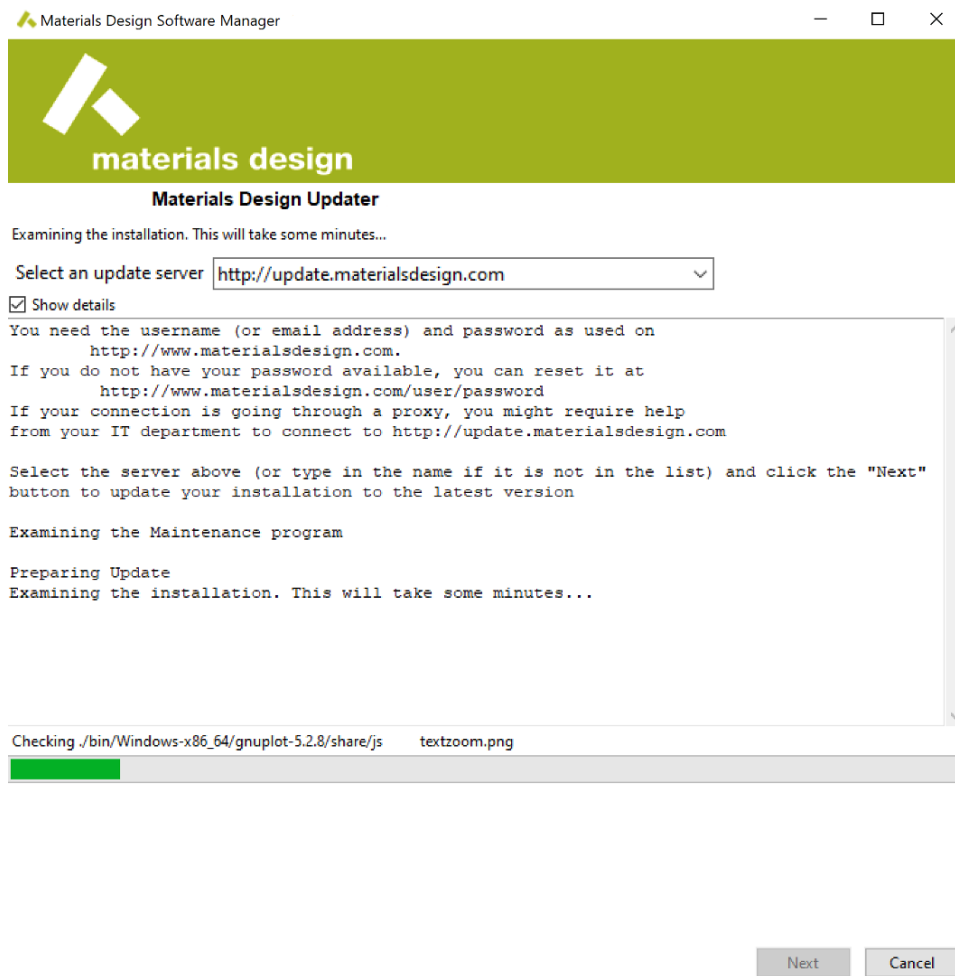 Materials Design Software Manager
materials design
Materials Design Updater
Examining the installation. This will take some minutes...
Select an update server http://update.materialsdesign.com
Show details
You need the username (or email address) and password as used on
http://www.materialsdesign.com.
If you do not have your password available, you can reset it at
http://www.materialsdesign.com/user/password
If your connection is going through a proxy, you might require help
from your IT department to connect to http://update.materialsdesign.com
Select the server above (or type in the name if it is not in the list) and click the "Next"
button to update your installation to the latest version
Examining the Maintenance program
Preparing Update
Examining the installation. This will take some minutes...
Checking ./bin/Windows-x86_64/gnuplot-5.2.8/share/js textzoom.png
Next Cancel